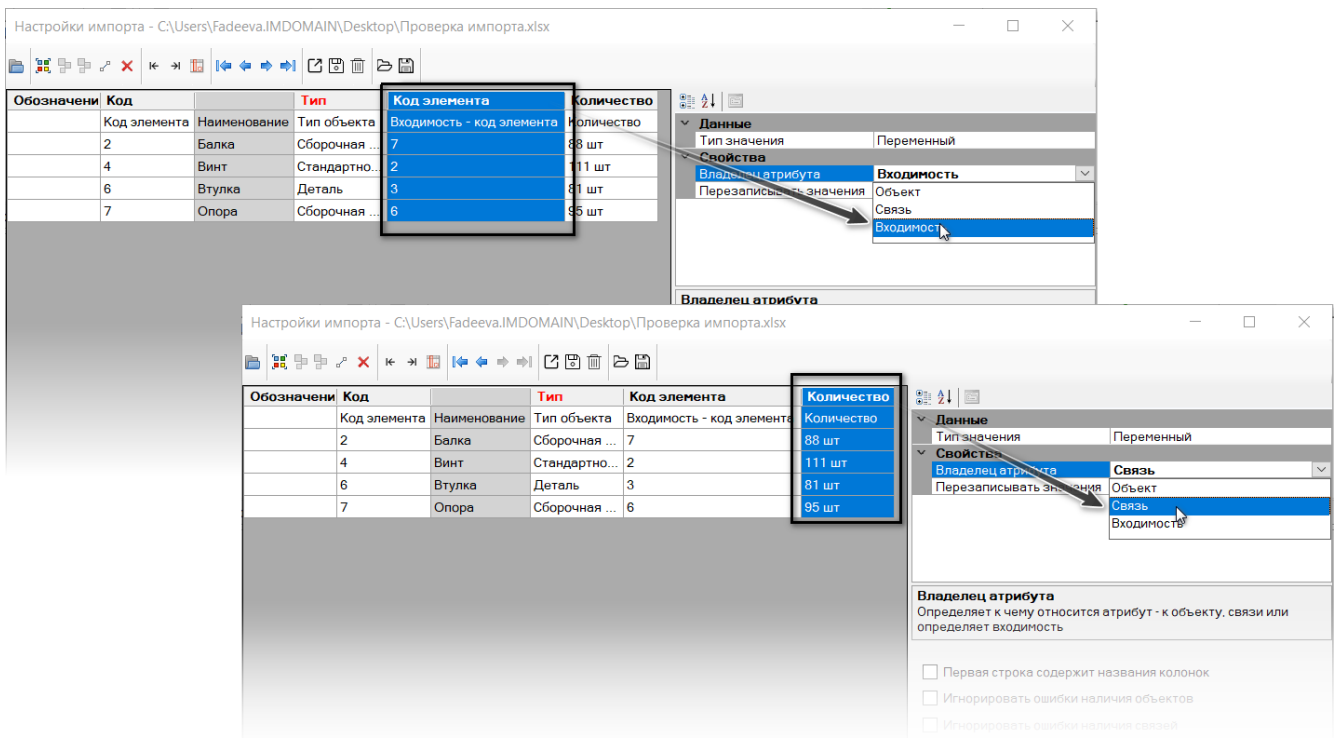 Настройки импорта - C:\Users\Fadeeva.IMDOMAIN\Desktop\Проверка импорта.xlsx
Обозначени Код Тип Код элемента Количество
Код элемента Наименование Тип объекта Входимость - код элемента Количество
2 Балка Сборочная ... 7 88 шт
4 Винт Стандартно... 2 111 шт
6 Втулка Деталь 3 81 шт
7 Опора Сборочная ... 6 95 шт
Данные
Тип значения Переменный
Свойства
Владелец атрибута Входимость
Перезаписывать значения Объект
Связь
Входимость
Владелец атрибута
Настройки импорта - C:\Users\Fadeeva.IMDOMAIN\Desktop\Проверка импорта.xlsx
Обозначени Код Тип Код элемента Количество
Код элемента Наименование Тип объекта Входимость - код элемента Количество
2 Балка Сборочная ... 7 88 шт
4 Винт Стандартно... 2 111 шт
6 Втулка Деталь 3 81 шт
7 Опора Сборочная ... 6 95 шт
Данные
Тип значения Переменный
Свойства
Владелец атрибута Связь
Перезаписывать значения Объект
Связь
Входимость
Владелец атрибута
Определяет к чему относится атрибут - к объекту, связи или
определяет входимость
Первая строка содержит названия колонок
Игнорировать ошибки наличия объектов
Игнорировать ошибки наличия связей